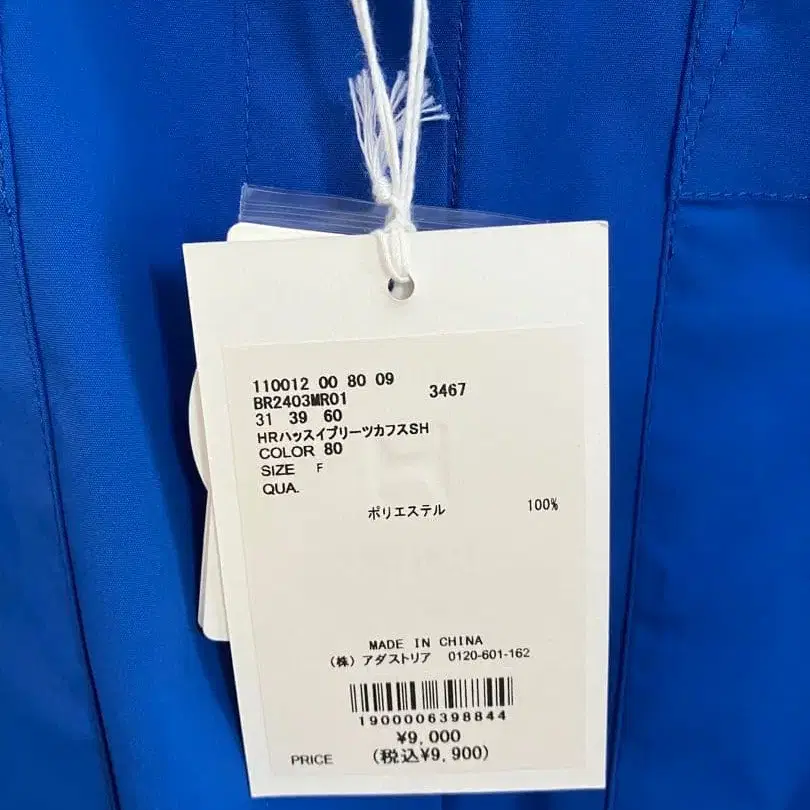 110012 00 80 09
BR2403MR01 3467
31 39 60
HRハッスイプリーツカフスSH
COLOR 80
SIZE F
QUA.
ポリエステル 100%
MADE IN CHINA
(株) アダストリア 0120-601-162
1900006398844
¥9,000
PRICE (税込¥9,900)